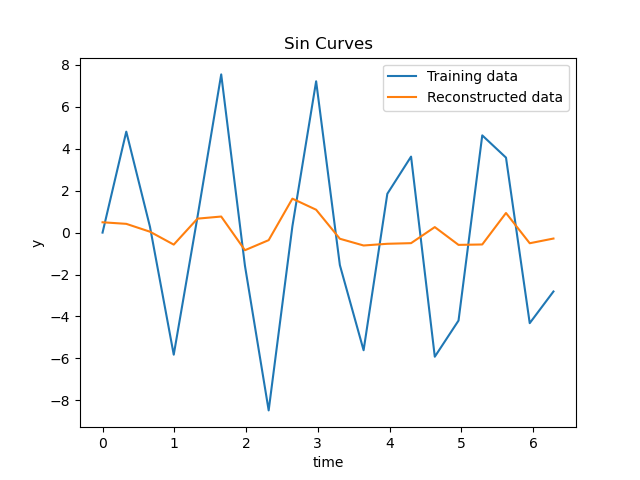 Sin Curves
Training data
Reconstructed data
8
6
4
2
0
−2
−4
−6
−8
y
0 1 2 3 4 5 6
time